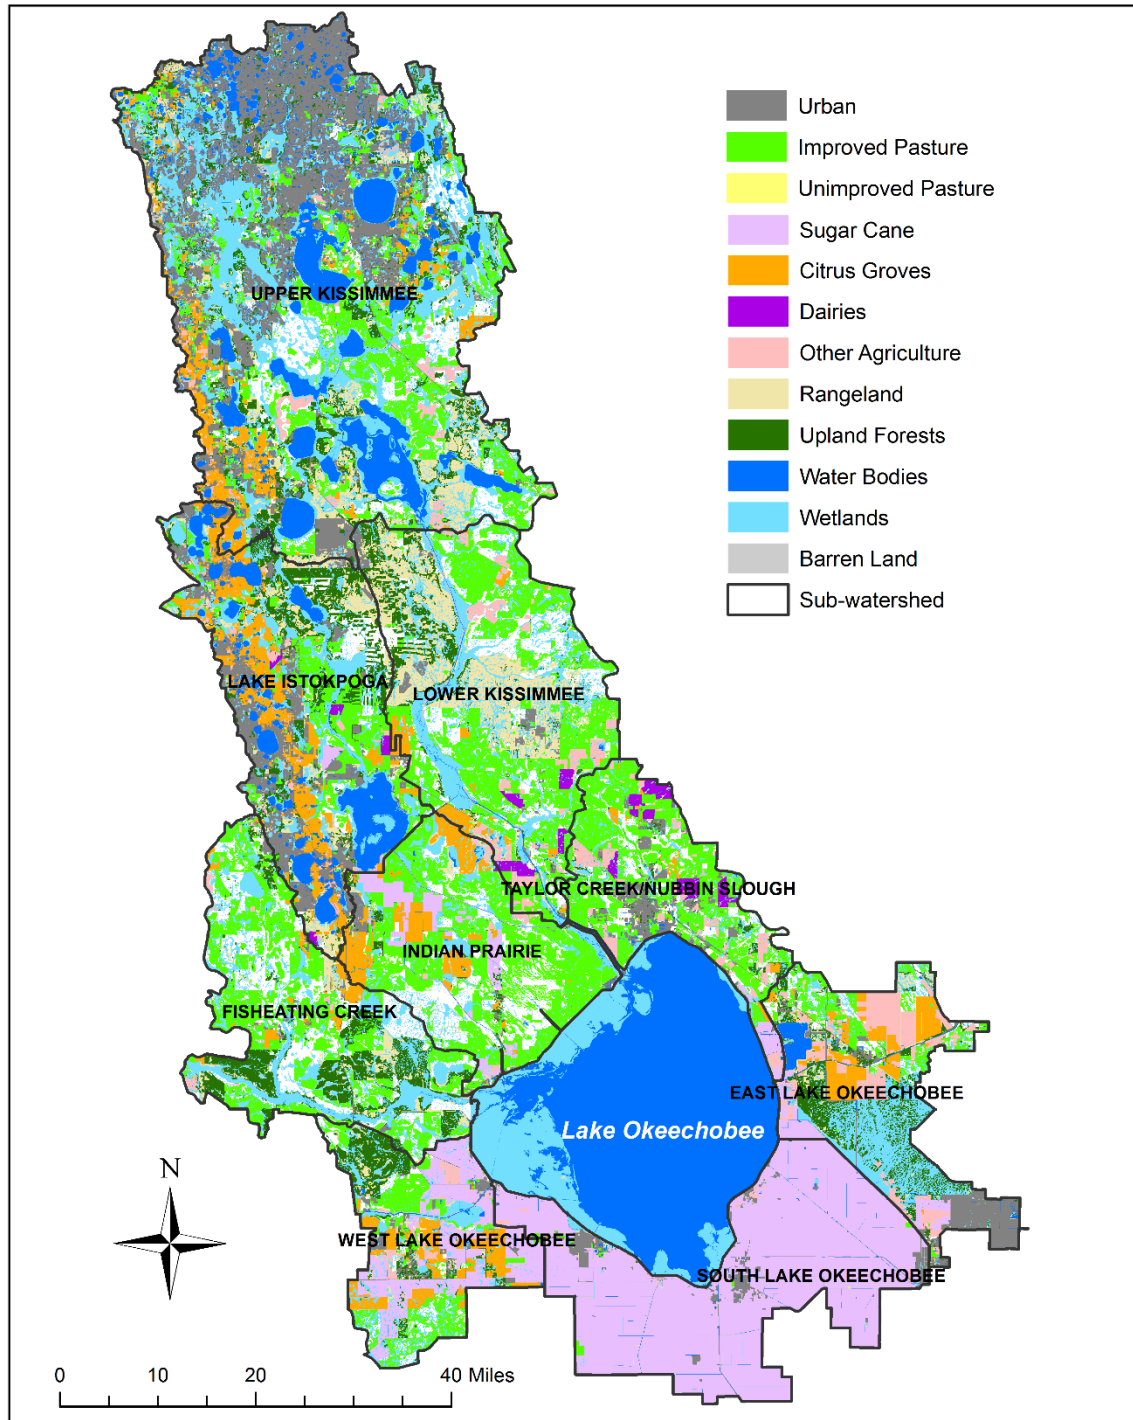 Urban
Improved Pasture
Unimproved Pasture
Sugar Cane
Citrus Groves
Dairies
Other Agriculture
Rangeland
Upland Forests
Water Bodies
Wetlands
Barren Land
Sub-watershed
UPPER KISSIMMEE
LAKE ISTOKPOGA
LOWER KISSIMMEE
TAYLOR CREEK/NUBBIN SLOUGH
INDIAN PRAIRIE
FISHEATING CREEK
EAST LAKE OKEECHOBEE
Lake Okeechobee
N
WEST LAKE OKEECHOBEE
SOUTH LAKE OKEECHOBEE
0 10 20 40 Miles